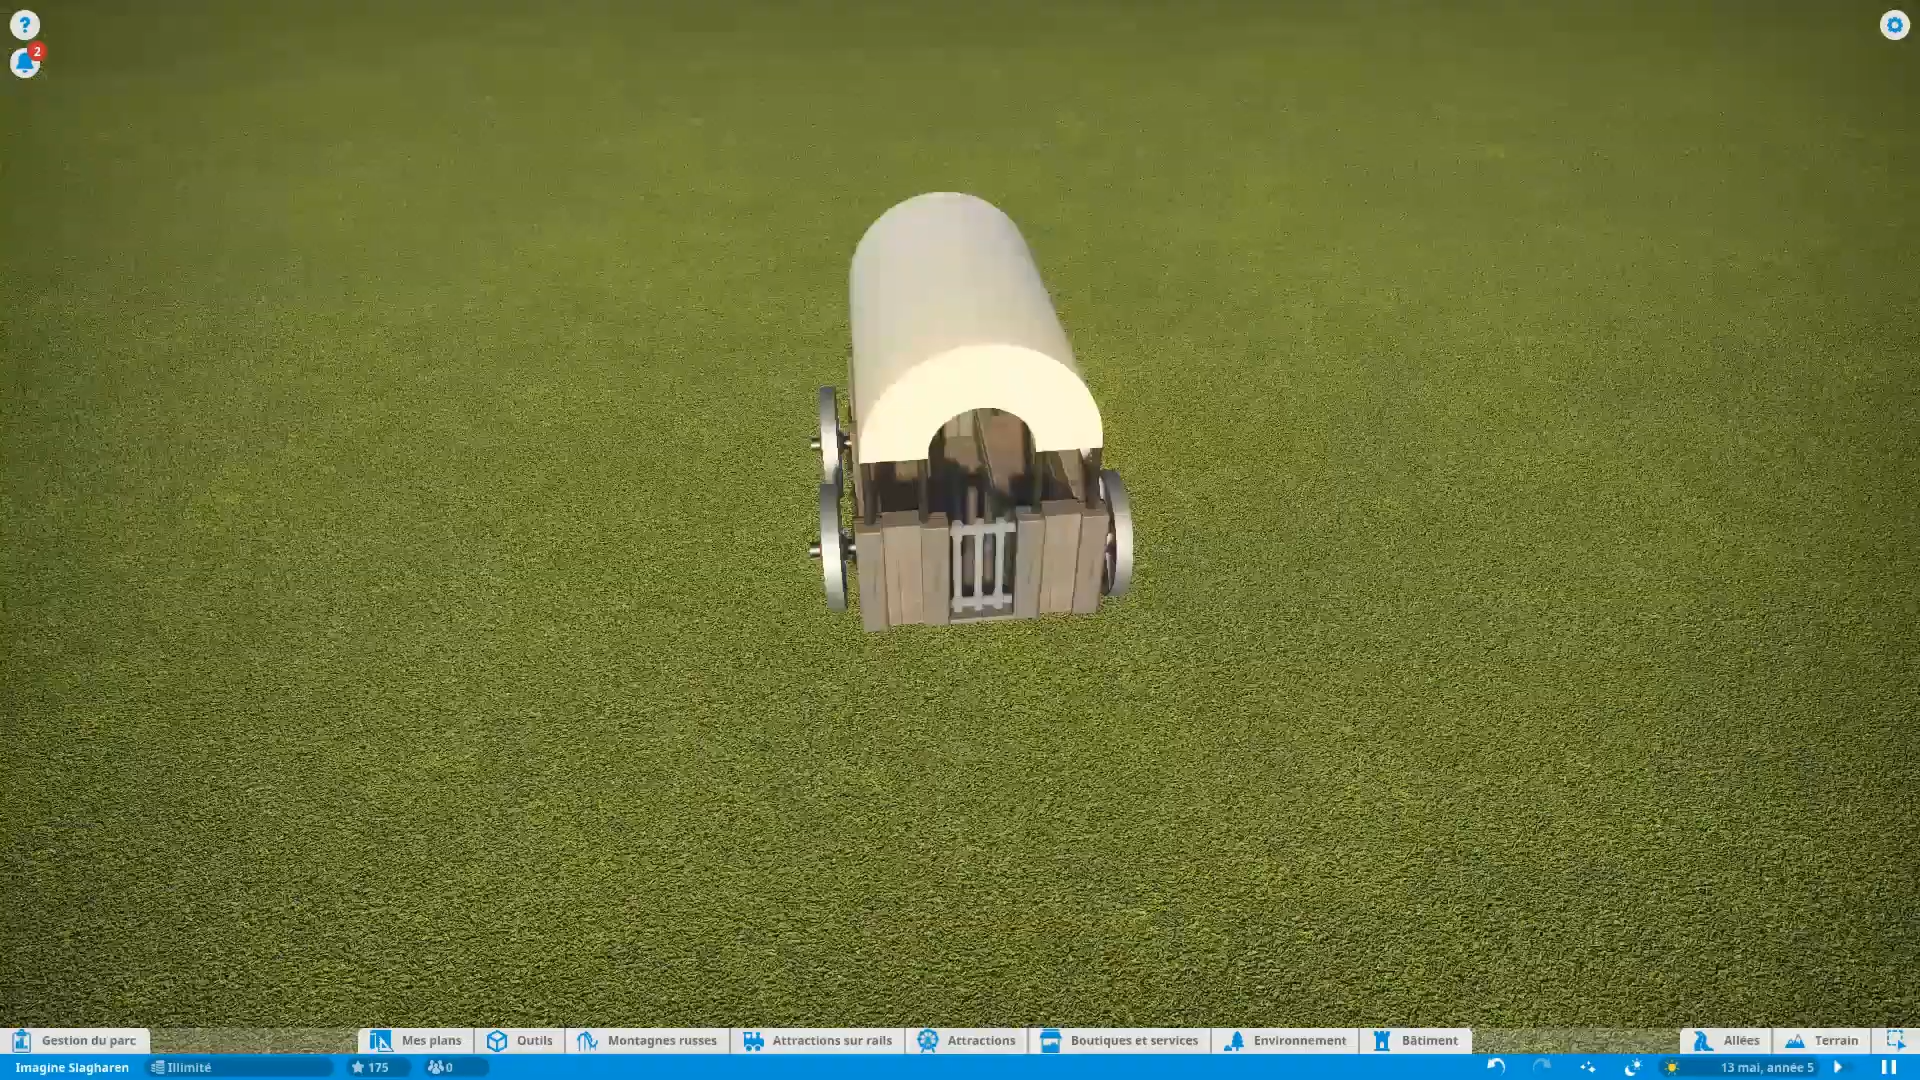 ?
2
Gestion du parc
Mes plans
Outils
Montagnes russes
Attractions sur rails
Attractions
Boutiques et services
Environnement
Bâtiment
Allées
Terrain
Imagine Slagharen
Illimité
175
0
13 mai, année 5